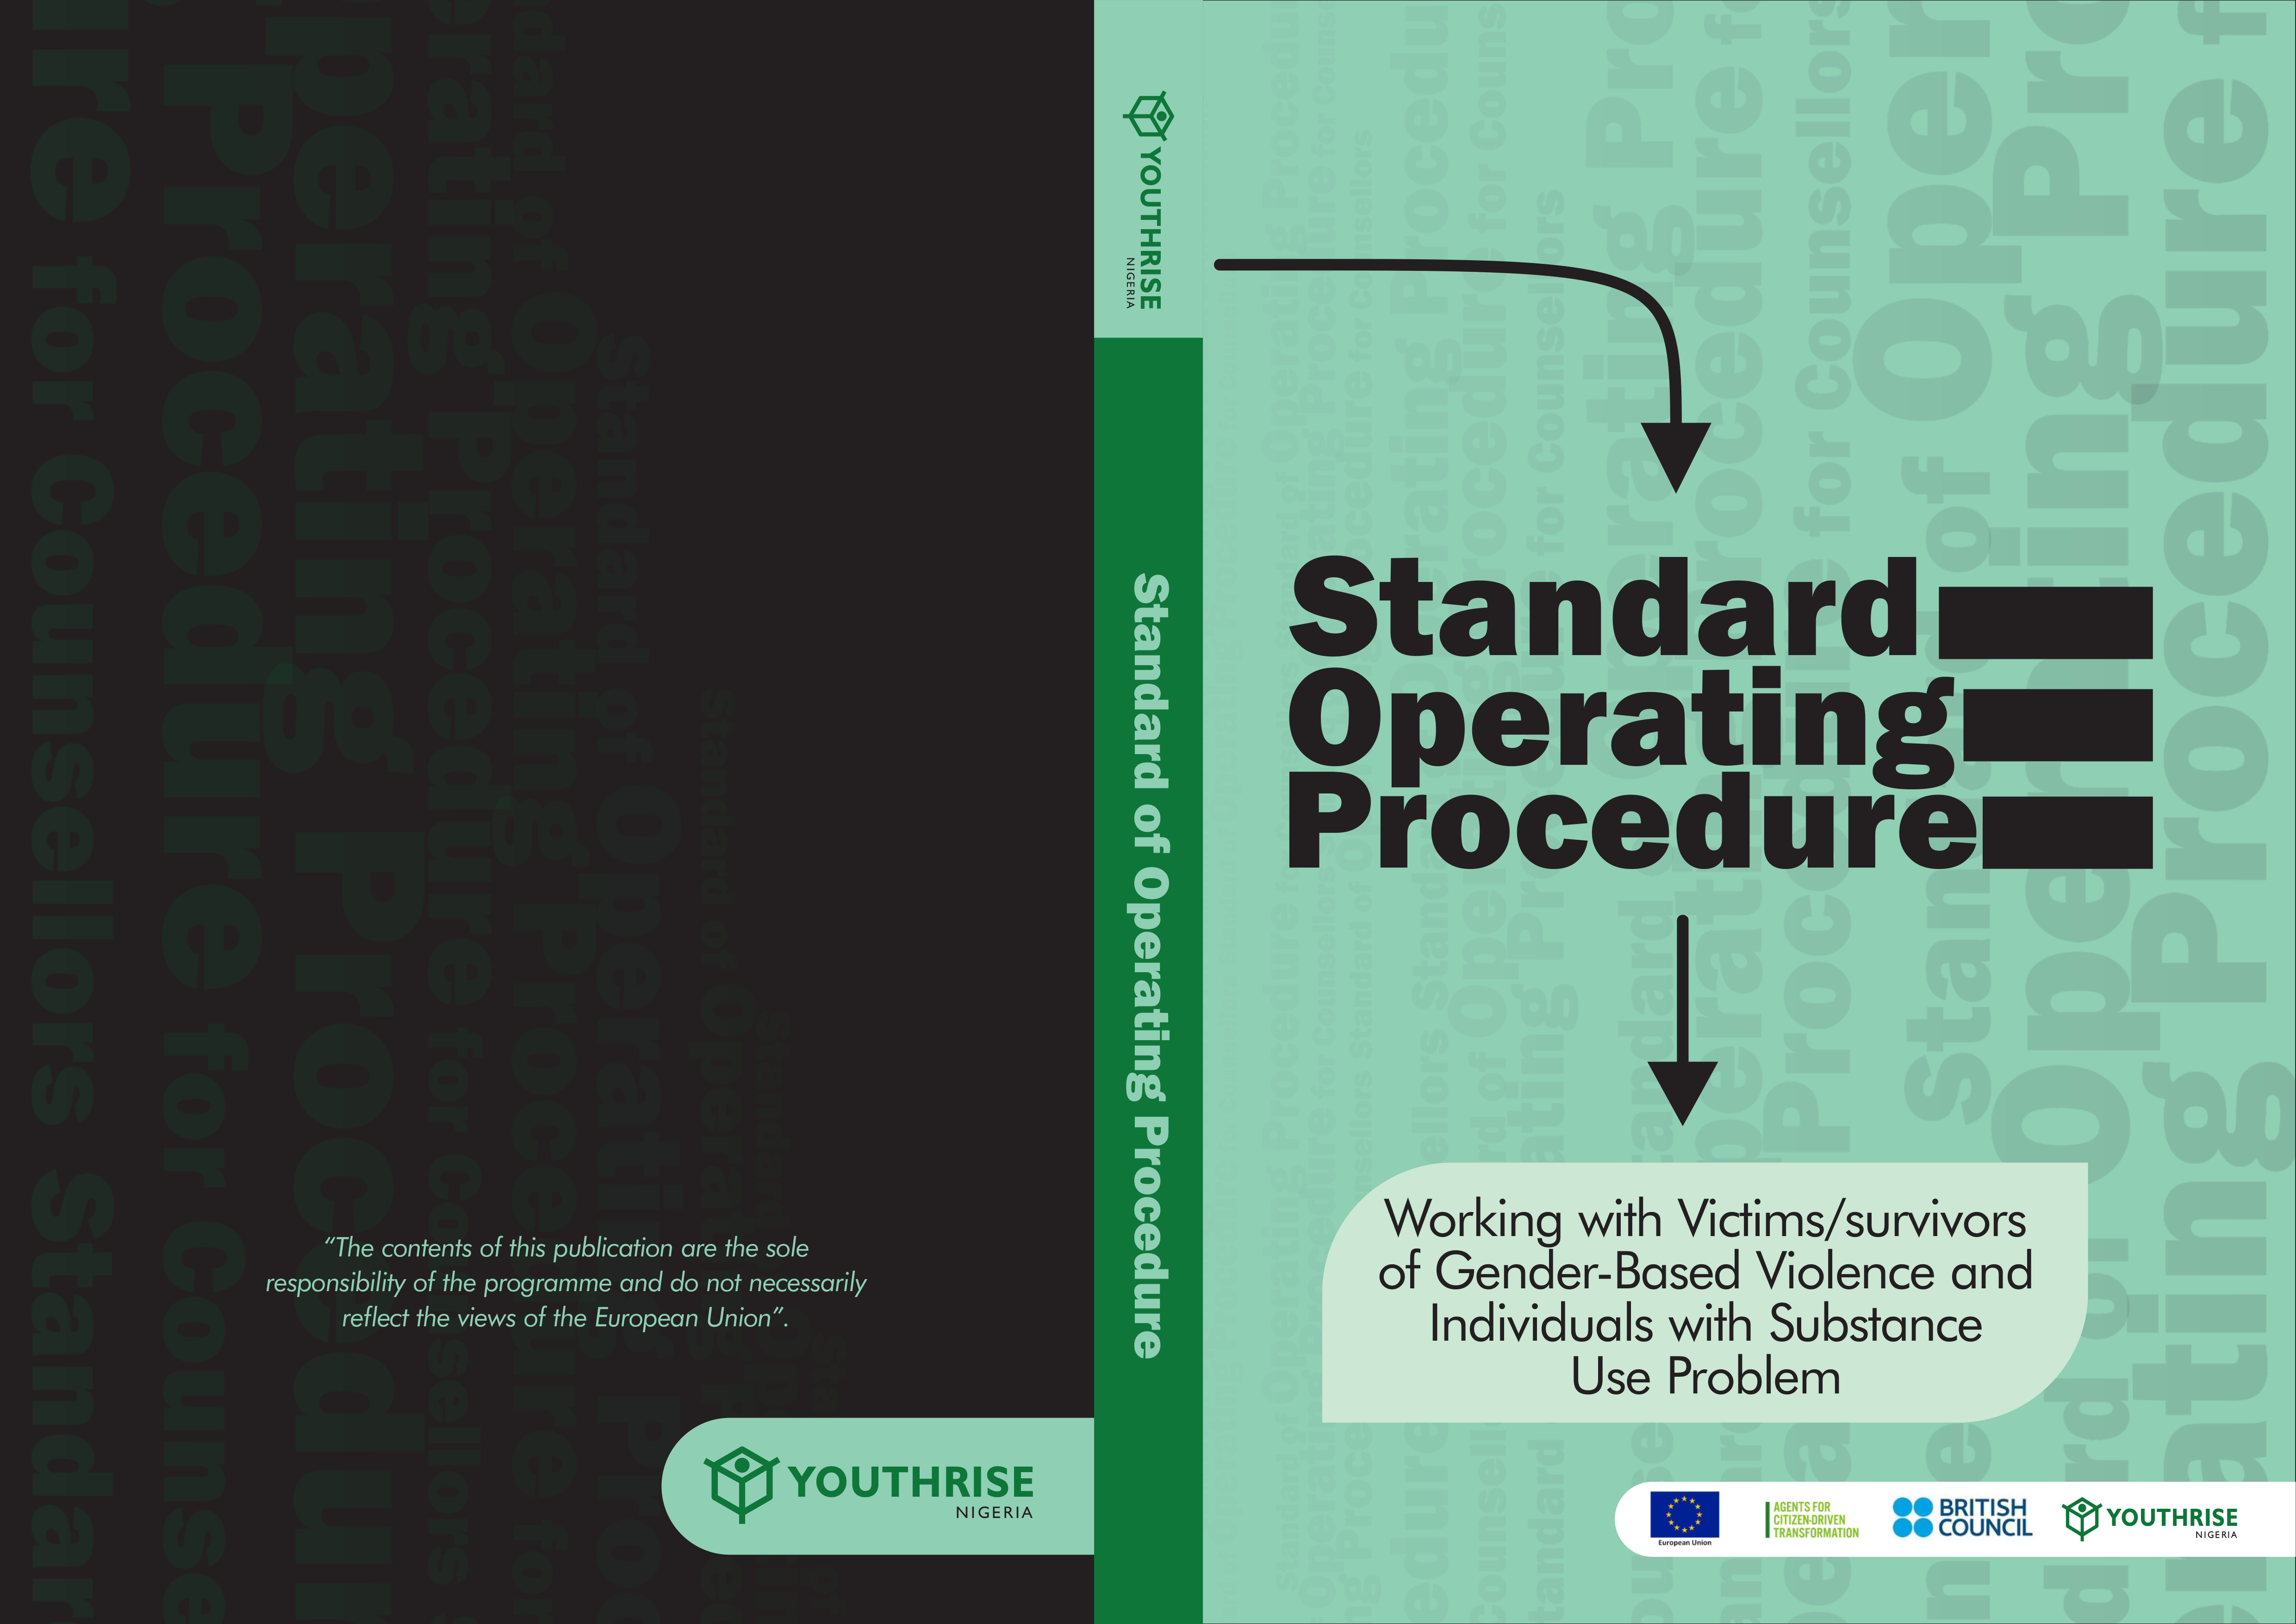 "The contents of this publication are the sole
responsibility of the programme and do not necessarily
reflect the views of the European Union".
YOUTHRISE
NIGERIA
YOUTHRISE
NIGERIA
Standard of Operating Procedure
Standard
Operating
Procedure
Working with Victims/survivors
of Gender-Based Violence and
Individuals with Substance
Use Problem
European Union
AGENTS FOR
CITIZEN-DRIVEN
TRANSFORMATION
BRITISH
COUNCIL
YOUTHRISE
NIGERIA